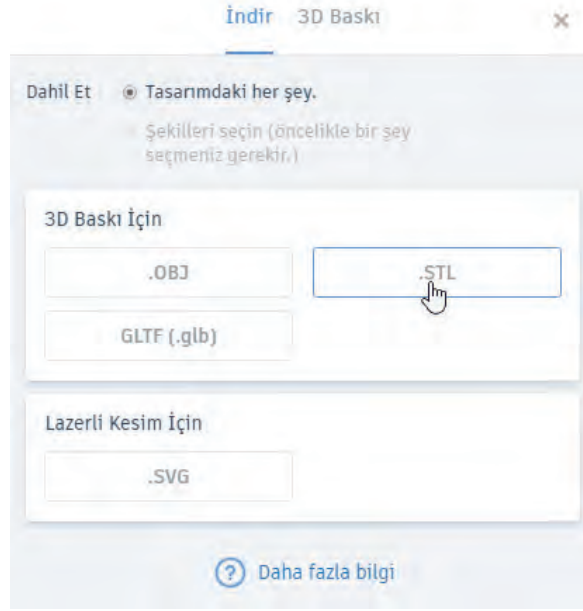 İndir 3D Baskı ×
Dahil Et Tasarımdaki her şey.
Şekilleri seçin (öncelikle bir şey
seçmeniz gerekir.)
3D Baskı İçin
.OBJ .STL
GLTF (.glb)
Lazerli Kesim İçin
.SVG
? Daha fazla bilgi